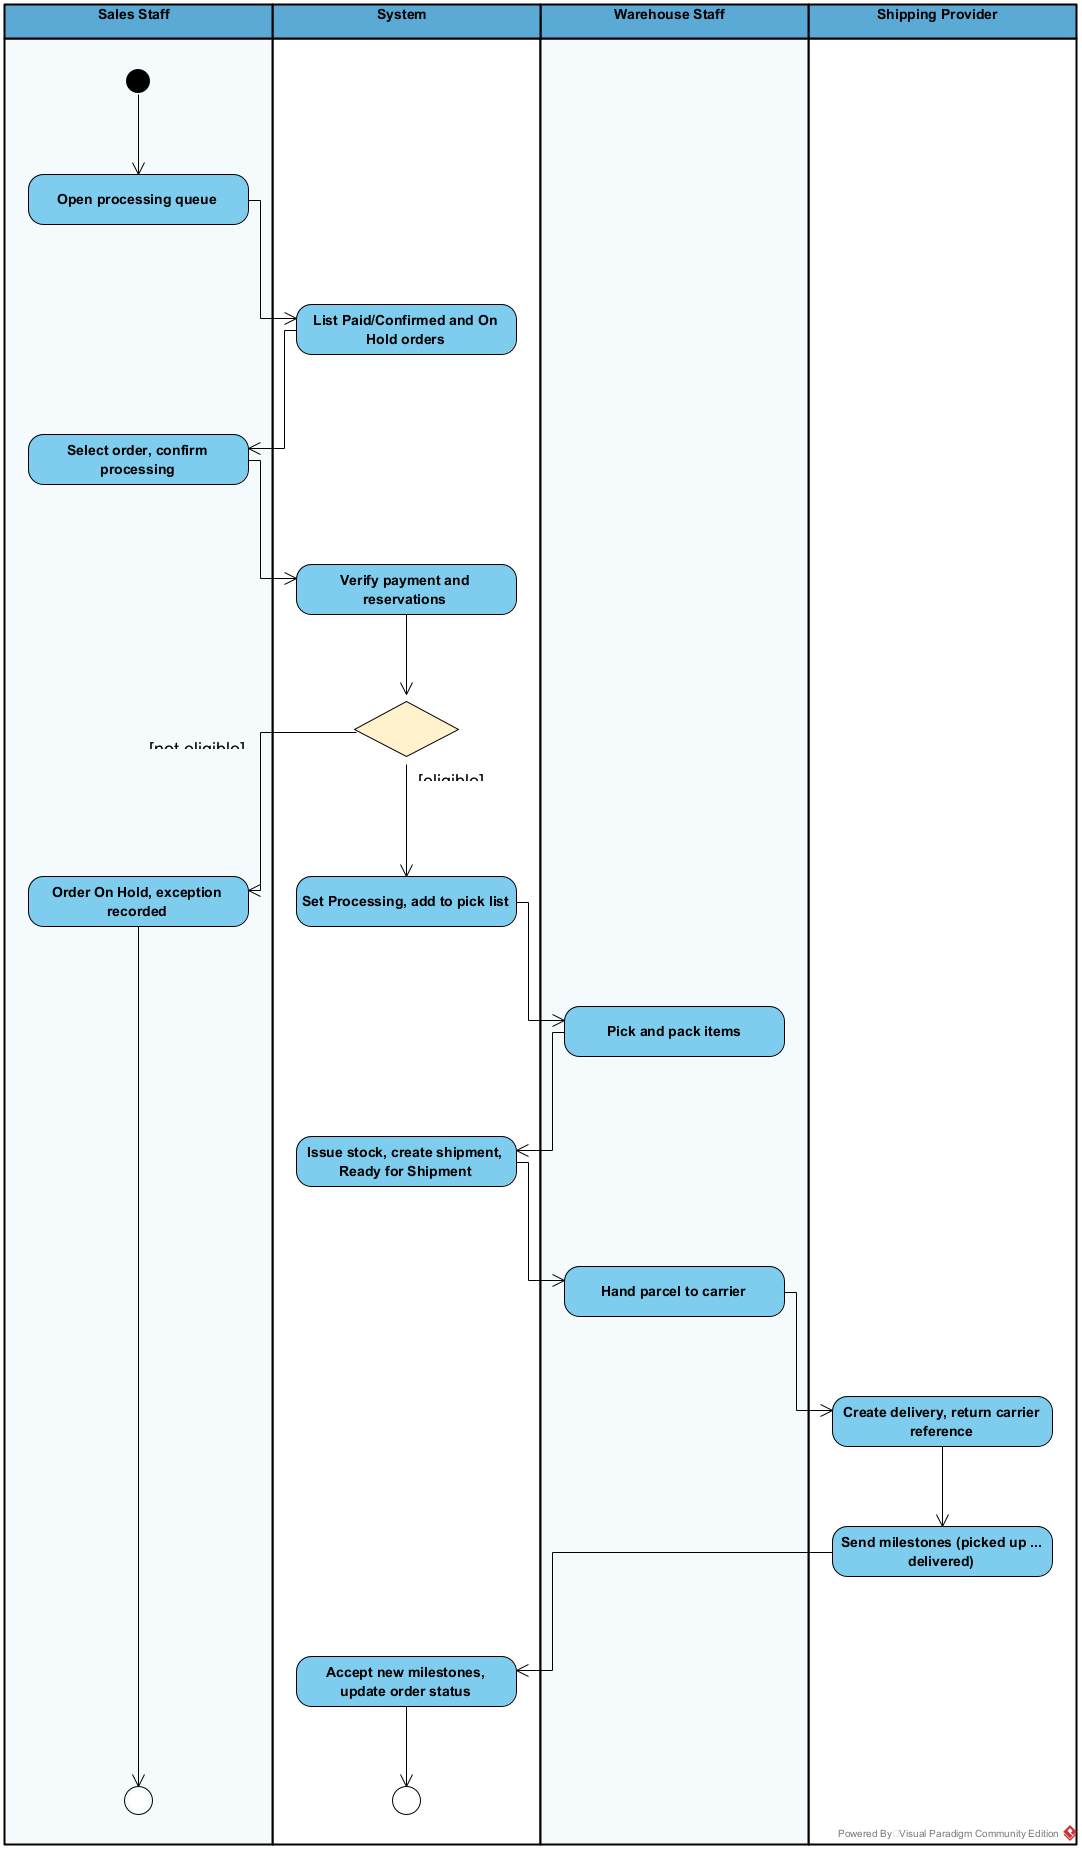 Sales Staff
System
Warehouse Staff
Shipping Provider
Open processing queue
List Paid/Confirmed and On
Hold orders
Select order, confirm
processing
Verify payment and
reservations
[not eligible]
[eligible]
Order On Hold, exception
recorded
Set Processing, add to pick list
Pick and pack items
Issue stock, create shipment,
Ready for Shipment
Hand parcel to carrier
Create delivery, return carrier
reference
Send milestones (picked up ...
delivered)
Accept new milestones,
update order status
Powered By Visual Paradigm Community Edition